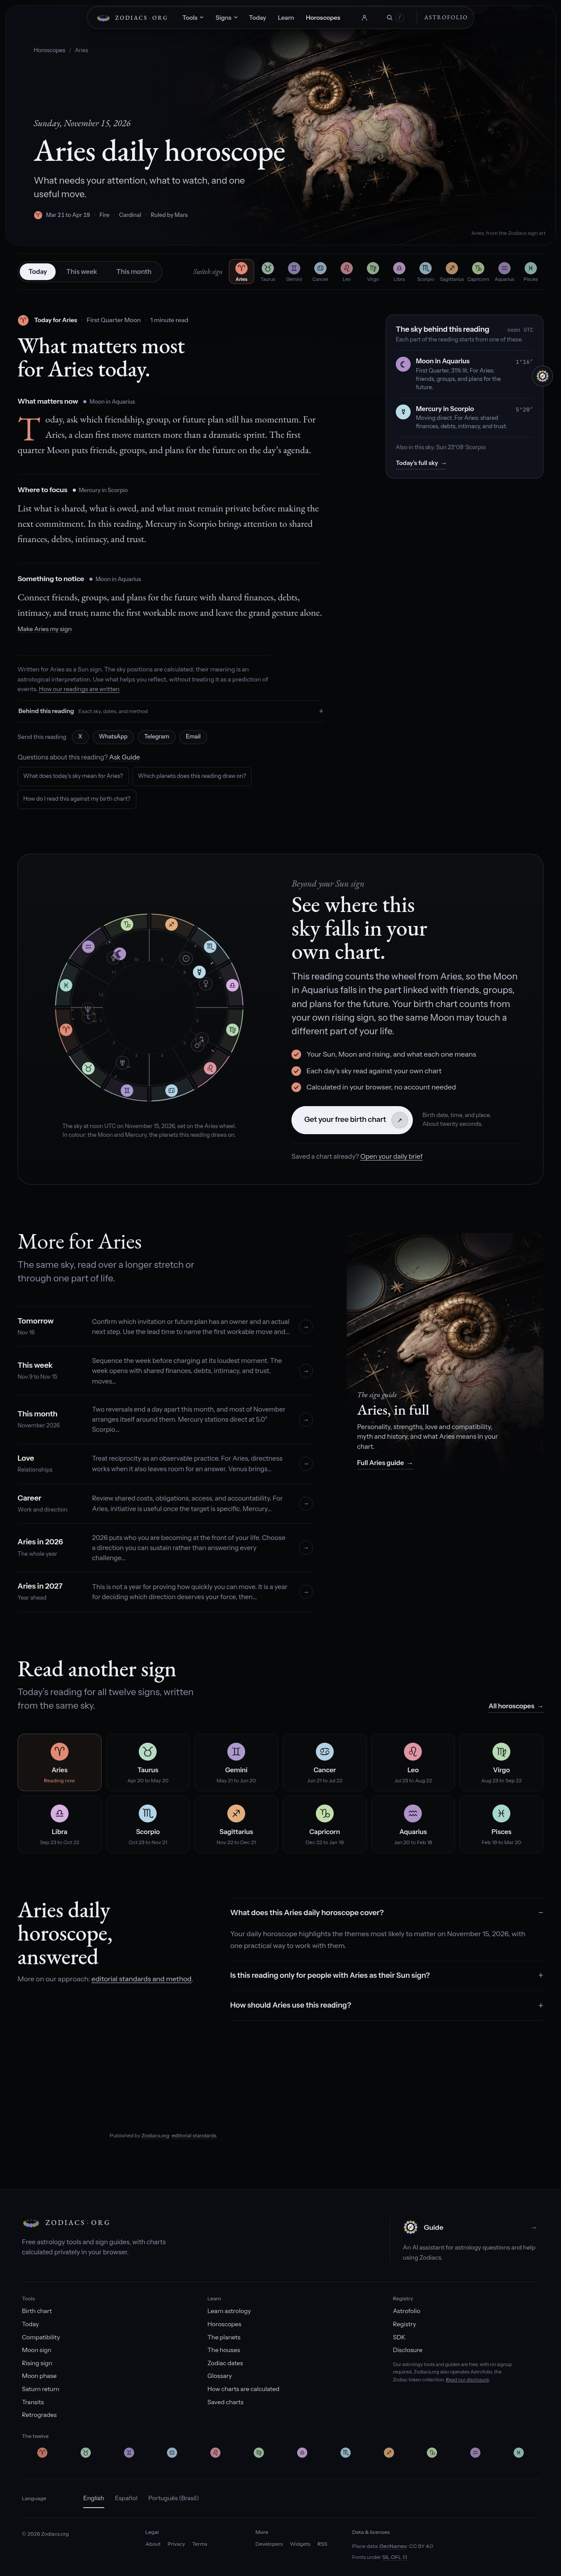 ZODIACS·ORG
Tools
Signs
Today
Learn
Horoscopes
/
ASTROFOLIO
Horoscopes / Aries
Sunday, November 15, 2026
Aries daily horoscope
What needs your attention, what to watch, and one
useful move.
Mar 21 to Apr 19 · Fire · Cardinal · Ruled by Mars
Aries, from the Zodiacs sign art
Today
This week
This month
Switch sign
Aries
Taurus
Gemini
Cancer
Leo
Virgo
Libra
Scorpio
Sagittarius
Capricorn
Aquarius
Pisces
Today for Aries · First Quarter Moon · 1 minute read
What matters most
for Aries today.
What matters now Moon in Aquarius
Today, ask which friendship, group, or future plan still has momentum. For
Aries, a clean first move matters more than a dramatic sprint. The first
quarter Moon puts friends, groups, and plans for the future on the day's agenda.
Where to focus Mercury in Scorpio
List what is shared, what is owed, and what must remain private before making the
next commitment. In this reading, Mercury in Scorpio brings attention to shared
finances, debts, intimacy, and trust.
Something to notice Moon in Aquarius
Connect friends, groups, and plans for the future with shared finances, debts,
intimacy, and trust; name the first workable move and leave the grand gesture alone.
Make Aries my sign
Written for Aries as a Sun sign. The sky positions are calculated; their meaning is an
astrological interpretation. Use what helps you reflect, without treating it as a prediction of
events. How our readings are written
Behind this reading Exact sky, dates, and method +
Send this reading X WhatsApp Telegram Email
Questions about this reading? Ask Guide
What does today's sky mean for Aries?
Which planets does this reading draw on?
How do I read this against my birth chart?
The sky behind this reading noon UTC
Each part of the reading starts from one of these.
Moon in Aquarius 1°16′
First Quarter, 31% lit. For Aries:
friends, groups, and plans for the
future.
Mercury in Scorpio 5°20′
Moving direct. For Aries: shared
finances, debts, intimacy, and trust.
Also in this sky: Sun 23°08′ Scorpio
Today's full sky →
The sky at noon UTC on November 15, 2026, set on the Aries wheel.
In colour: the Moon and Mercury, the planets this reading draws on.
Beyond your Sun sign
See where this
sky falls in your
own chart.
This reading counts the wheel from Aries, so the Moon
in Aquarius falls in the part linked with friends, groups,
and plans for the future. Your birth chart counts from
your own rising sign, so the same Moon may touch a
different part of your life.
Your Sun, Moon and rising, and what each one means
Each day's sky read against your own chart
Calculated in your browser, no account needed
Get your free birth chart ↗
Birth date, time, and place.
About twenty seconds.
Saved a chart already? Open your daily brief
More for Aries
The same sky, read over a longer stretch or
through one part of life.
Tomorrow
Nov 16
Confirm which invitation or future plan has an owner and an actual
next step. Use the lead time to name the first workable move and...
→
This week
Nov 9 to Nov 15
Sequence the week before charging at its loudest moment. The
week opens with shared finances, debts, intimacy, and trust,
moves...
→
This month
November 2026
Two reversals end a day apart this month, and most of November
arranges itself around them. Mercury stations direct at 5.0°
Scorpio...
→
Love
Relationships
Treat reciprocity as an observable practice. For Aries, directness
works when it also leaves room for an answer. Venus brings...
→
Career
Work and direction
Review shared costs, obligations, access, and accountability. For
Aries, initiative is useful once the target is specific. Mercury...
→
Aries in 2026
The whole year
2026 puts who you are becoming at the front of your life. Choose
a direction you can sustain rather than answering every
challenge...
→
Aries in 2027
Year ahead
This is not a year for proving how quickly you can move. It is a year
for deciding which direction deserves your force, then...
→
The sign guide
Aries, in full
Personality, strengths, love and compatibility,
myth and history, and what Aries means in your
chart.
Full Aries guide →
Read another sign
Today's reading for all twelve signs, written
from the same sky.
All horoscopes →
Aries
Reading now
Taurus
Apr 20 to May 20
Gemini
May 21 to Jun 20
Cancer
Jun 21 to Jul 22
Leo
Jul 23 to Aug 22
Virgo
Aug 23 to Sep 22
Libra
Sep 23 to Oct 22
Scorpio
Oct 23 to Nov 21
Sagittarius
Nov 22 to Dec 21
Capricorn
Dec 22 to Jan 19
Aquarius
Jan 20 to Feb 18
Pisces
Feb 19 to Mar 20
Aries daily
horoscope,
answered
More on our approach: editorial standards and method.
What does this Aries daily horoscope cover? −
Your daily horoscope highlights the themes most likely to matter on November 15, 2026, with
one practical way to work with them.
Is this reading only for people with Aries as their Sun sign? +
How should Aries use this reading? +
Published by Zodiacs.org · editorial standards
ZODIACS·ORG
Free astrology tools and sign guides, with charts
calculated privately in your browser.
Guide →
An AI assistant for astrology questions and help
using Zodiacs.
Tools
Birth chart
Today
Compatibility
Moon sign
Rising sign
Moon phase
Saturn return
Transits
Retrogrades
Learn
Learn astrology
Horoscopes
The planets
The houses
Zodiac dates
Glossary
How charts are calculated
Saved charts
Registry
Astrofolio
Registry
SDK
Disclosure
Our astrology tools and guides are free, with no signup
required. Zodiacs.org also operates Astrofolio, the
Zodiac token collection. Read our disclosure.
The twelve
Language
English
Español
Português (Brasil)
© 2026 Zodiacs.org
Legal
About Privacy Terms
More
Developers Widgets RSS
Data & licenses
Place data: GeoNames · CC BY 4.0
Fonts under SIL OFL 1.1